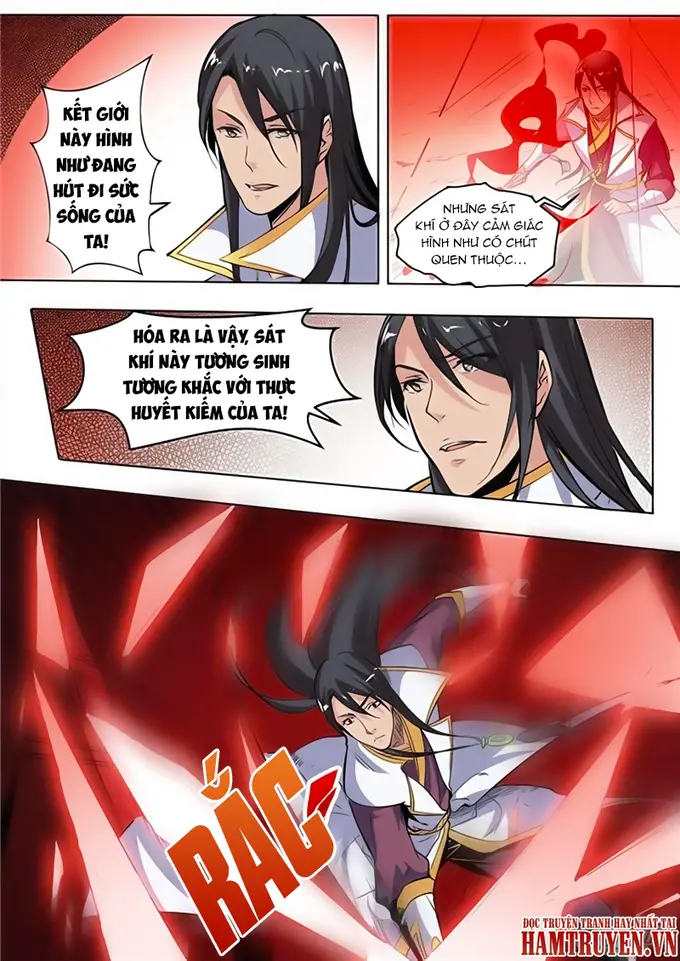 KẾT GIỚI
NÀY HÌNH
NHƯ ĐANG
HÚT ĐI SỨC
SỐNG CỦA
TA!
NHƯNG SÁT
KHÍ Ở ĐÂY CẢM GIÁC
HÌNH NHƯ CÓ CHÚT
QUEN THUỘC...
HÓA RA LÀ VẬY, SÁT
KHÍ NÀY TƯƠNG SINH
TƯƠNG KHẮC VỚI THỰC
HUYẾT KIẾM CỦA TA!
RẮC
ĐỌC TRUYỆN TRANH HAY NHẤT TẠI
HAMTRUYEN.VN